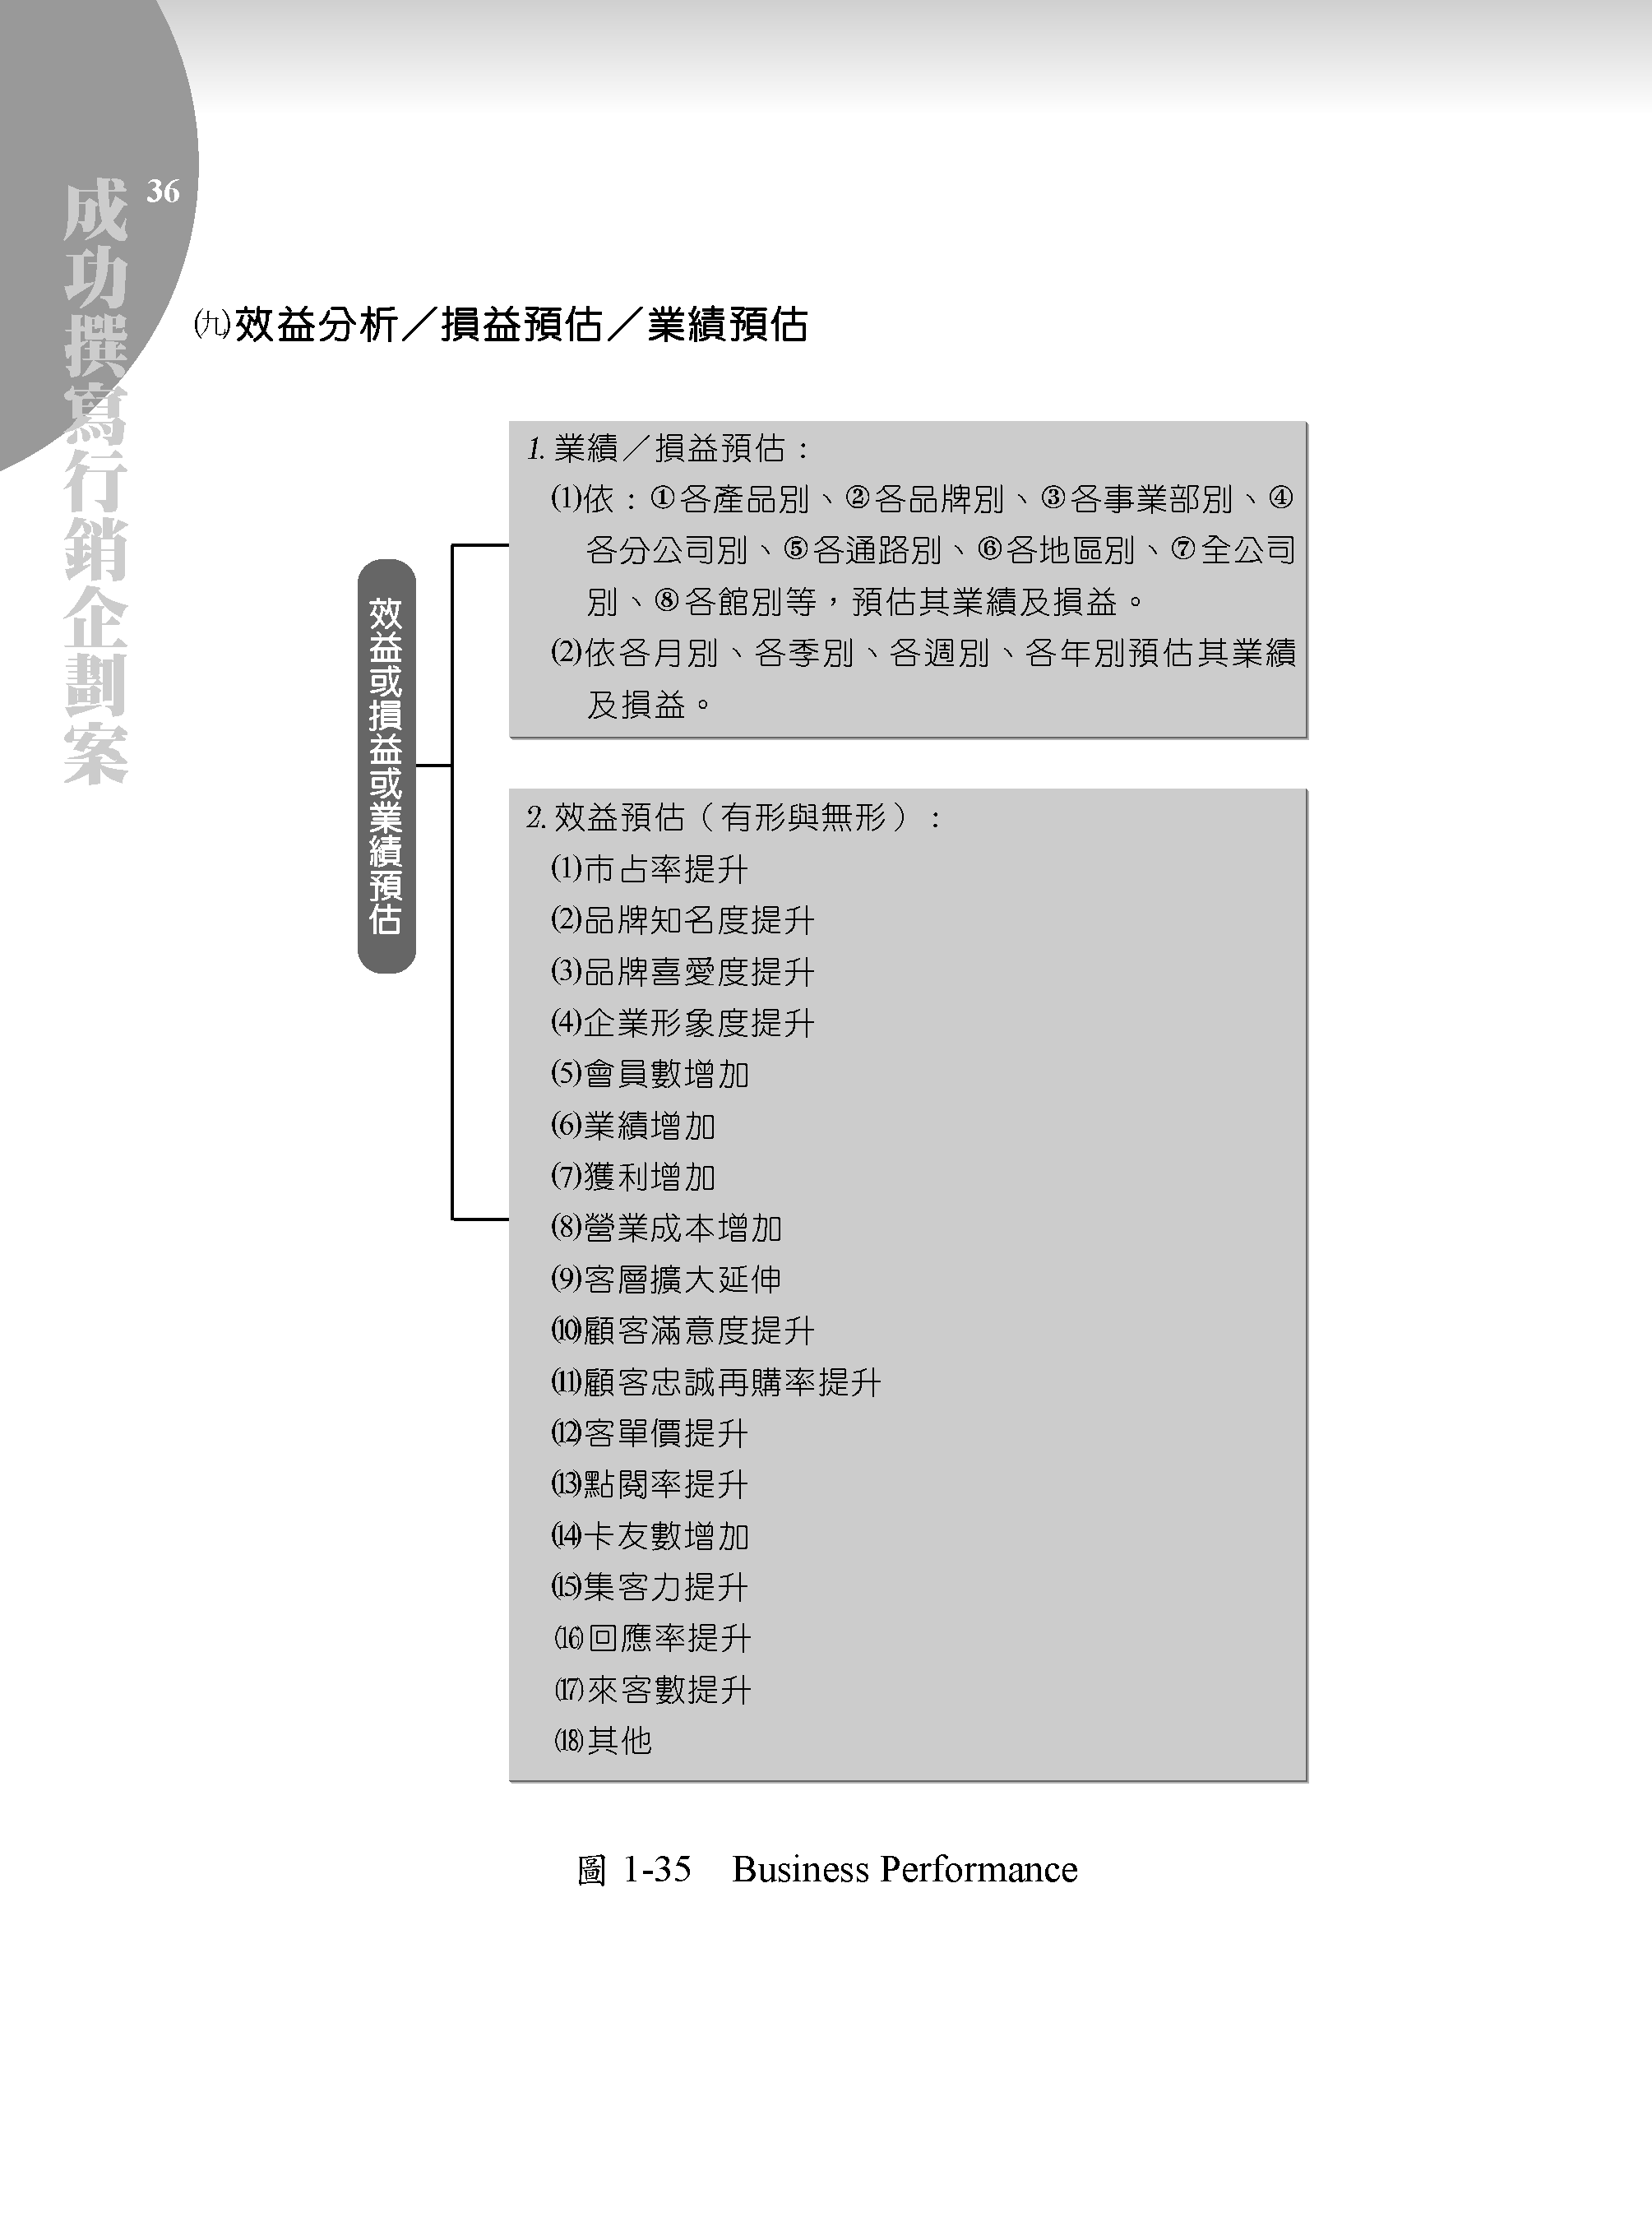 36
成功撰寫行銷企劃案
㈨效益分析／損益預估／業績預估
效益或損益或業績預估
1. 業績／損益預估：
⑴依：①各產品別、②各品牌別、③各事業部別、④
各分公司別、⑤各通路別、⑥各地區別、⑦全公司
別、⑧各館別等，預估其業績及損益。
⑵依各月別、各季別、各週別、各年別預估其業績
及損益。
2. 效益預估（有形與無形）：
⑴市占率提升
⑵品牌知名度提升
⑶品牌喜愛度提升
⑷企業形象度提升
⑸會員數增加
⑹業績增加
⑺獲利增加
⑻營業成本增加
⑼客層擴大延伸
⑽顧客滿意度提升
⑾顧客忠誠再購率提升
⑿客單價提升
⒀點閱率提升
⒁卡友數增加
⒂集客力提升
⒃回應率提升
⒄來客數提升
⒅其他
圖 1-35　Business Performance